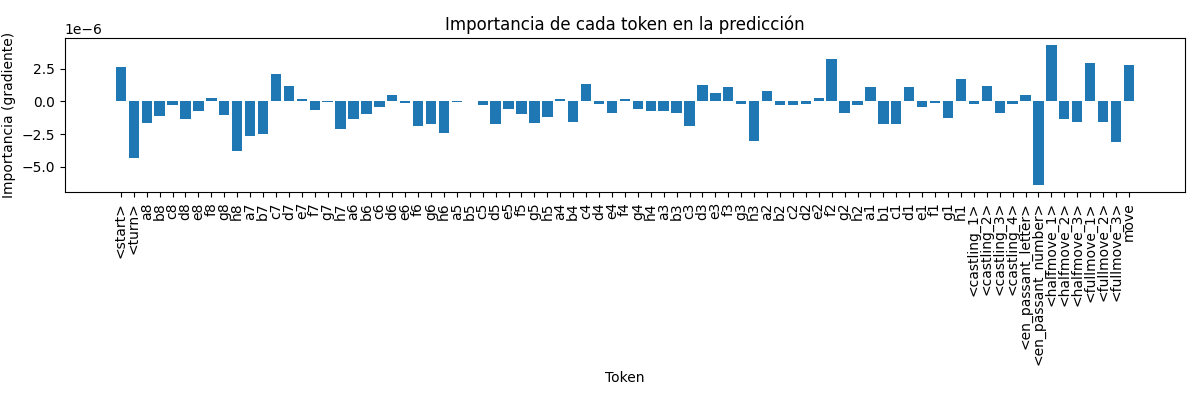 Importancia de cada token en la predicción
1e−6
Importancia (gradiente)
2.5
0.0
−2.5
−5.0
<start>
<turn>
a8
b8
c8
d8
e8
f8
g8
h8
a7
b7
c7
d7
e7
f7
g7
h7
a6
b6
c6
d6
e6
f6
g6
h6
a5
b5
c5
d5
e5
f5
g5
h5
a4
b4
c4
d4
e4
f4
g4
h4
a3
b3
c3
d3
e3
f3
g3
h3
a2
b2
c2
d2
e2
f2
g2
h2
a1
b1
c1
d1
e1
f1
g1
h1
<castling_1>
<castling_2>
<castling_3>
<castling_4>
<en_passant_letter>
<en_passant_number>
<halfmove_1>
<halfmove_2>
<halfmove_3>
<fullmove_1>
<fullmove_2>
<fullmove_3>
move
Token